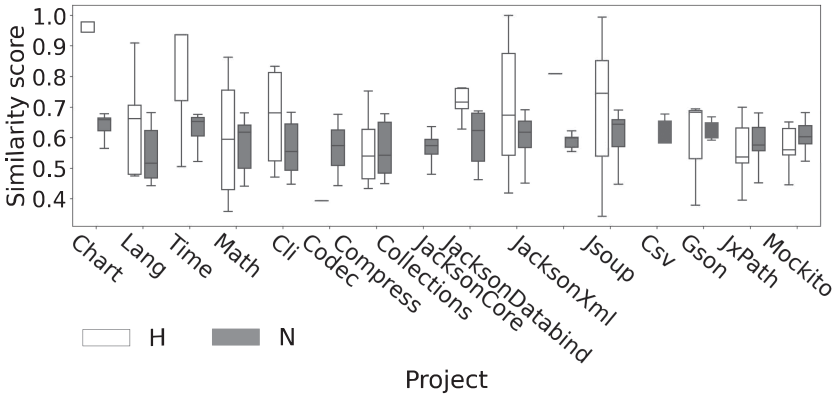 Similarity score
1.0
0.9
0.8
0.7
0.6
0.5
0.4
Chart
Lang
Time
Math
Cli
Codec
Compress
Collections
JacksonCore
JacksonDatabind
JacksonXml
Jsoup
Csv
Gson
JxPath
Mockito
H
N
Project